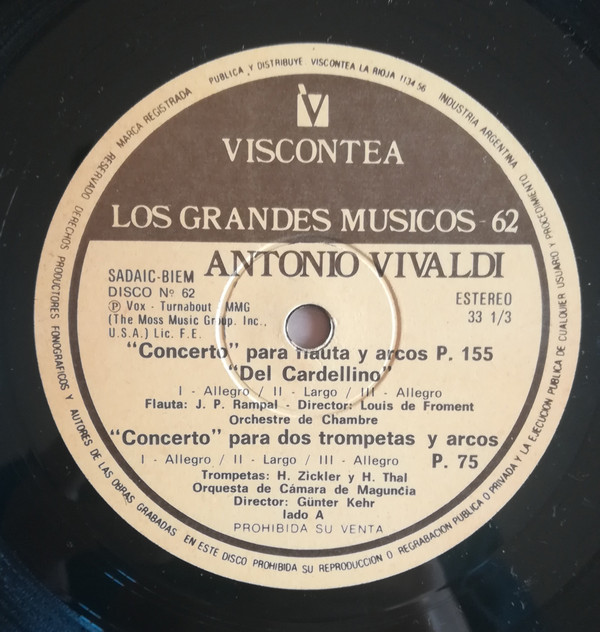 MARCA REGISTRADA PUBLICA Y DISTRIBUYE VISCONTEA LA RIOJA 1134-56 INDUSTRIA ARGENTINA
V
VISCONTEA
LOS GRANDES MUSICOS - 62
ANTONIO VIVALDI
SADAIC-BIEM
DISCO Nº 62
Ⓟ Vox - Turnabout MMG
(The Moss Music Group. Inc.,
U.S.A.) Lic. F.E.
ESTEREO
33 1/3
"Concerto" para flauta y arcos P. 155
"Del Cardellino"
I - Allegro / II - Largo / III - Allegro
Flauta: J. P. Rampal - Director: Louis de Froment
Orchestre de Chambre
"Concerto" para dos trompetas y arcos
P. 75
I - Allegro / II - Largo / III - Allegro
Trompetas: H. Zickler y H. Thal
Orquesta de Cámara de Maguncia
Director: Günter Kehr
lado A
PROHIBIDA SU VENTA
RESERVADO DERECHOS PRODUCTORES FONOGRAFICOS Y AUTORES DE LAS OBRAS GRABADAS EN ESTE DISCO PROHIBIDA SU REPRODUCCION O REGRABACION PUBLICA O PRIVADA Y LA EJECUCION PUBLICA DE CUALQUIER USUARIO Y PROCEDIMIENTO